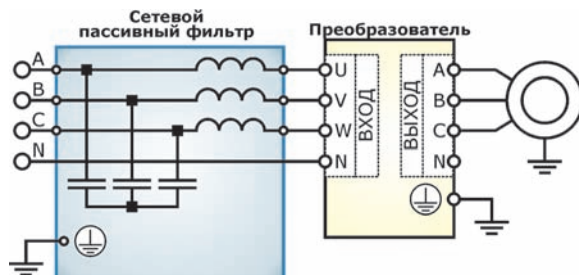 Сетевой
пассивный фильтр
Преобразователь
A
B
C
N
U
V
W
N
ВХОД
ВЫХОД
A
B
C
N